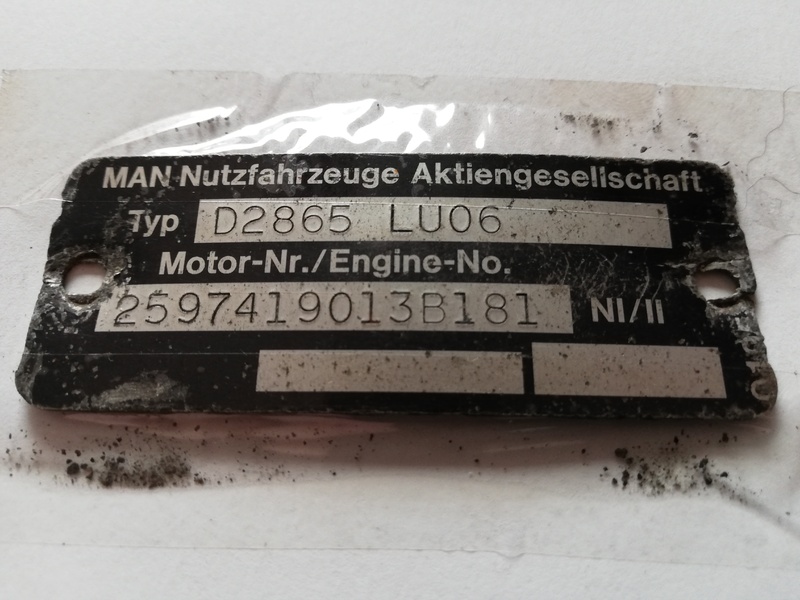 MAN Nutzfahrzeuge Aktiengesellschaft
Typ D2865 LU06
Motor-Nr./Engine-No.
2597419013B181 NI/II